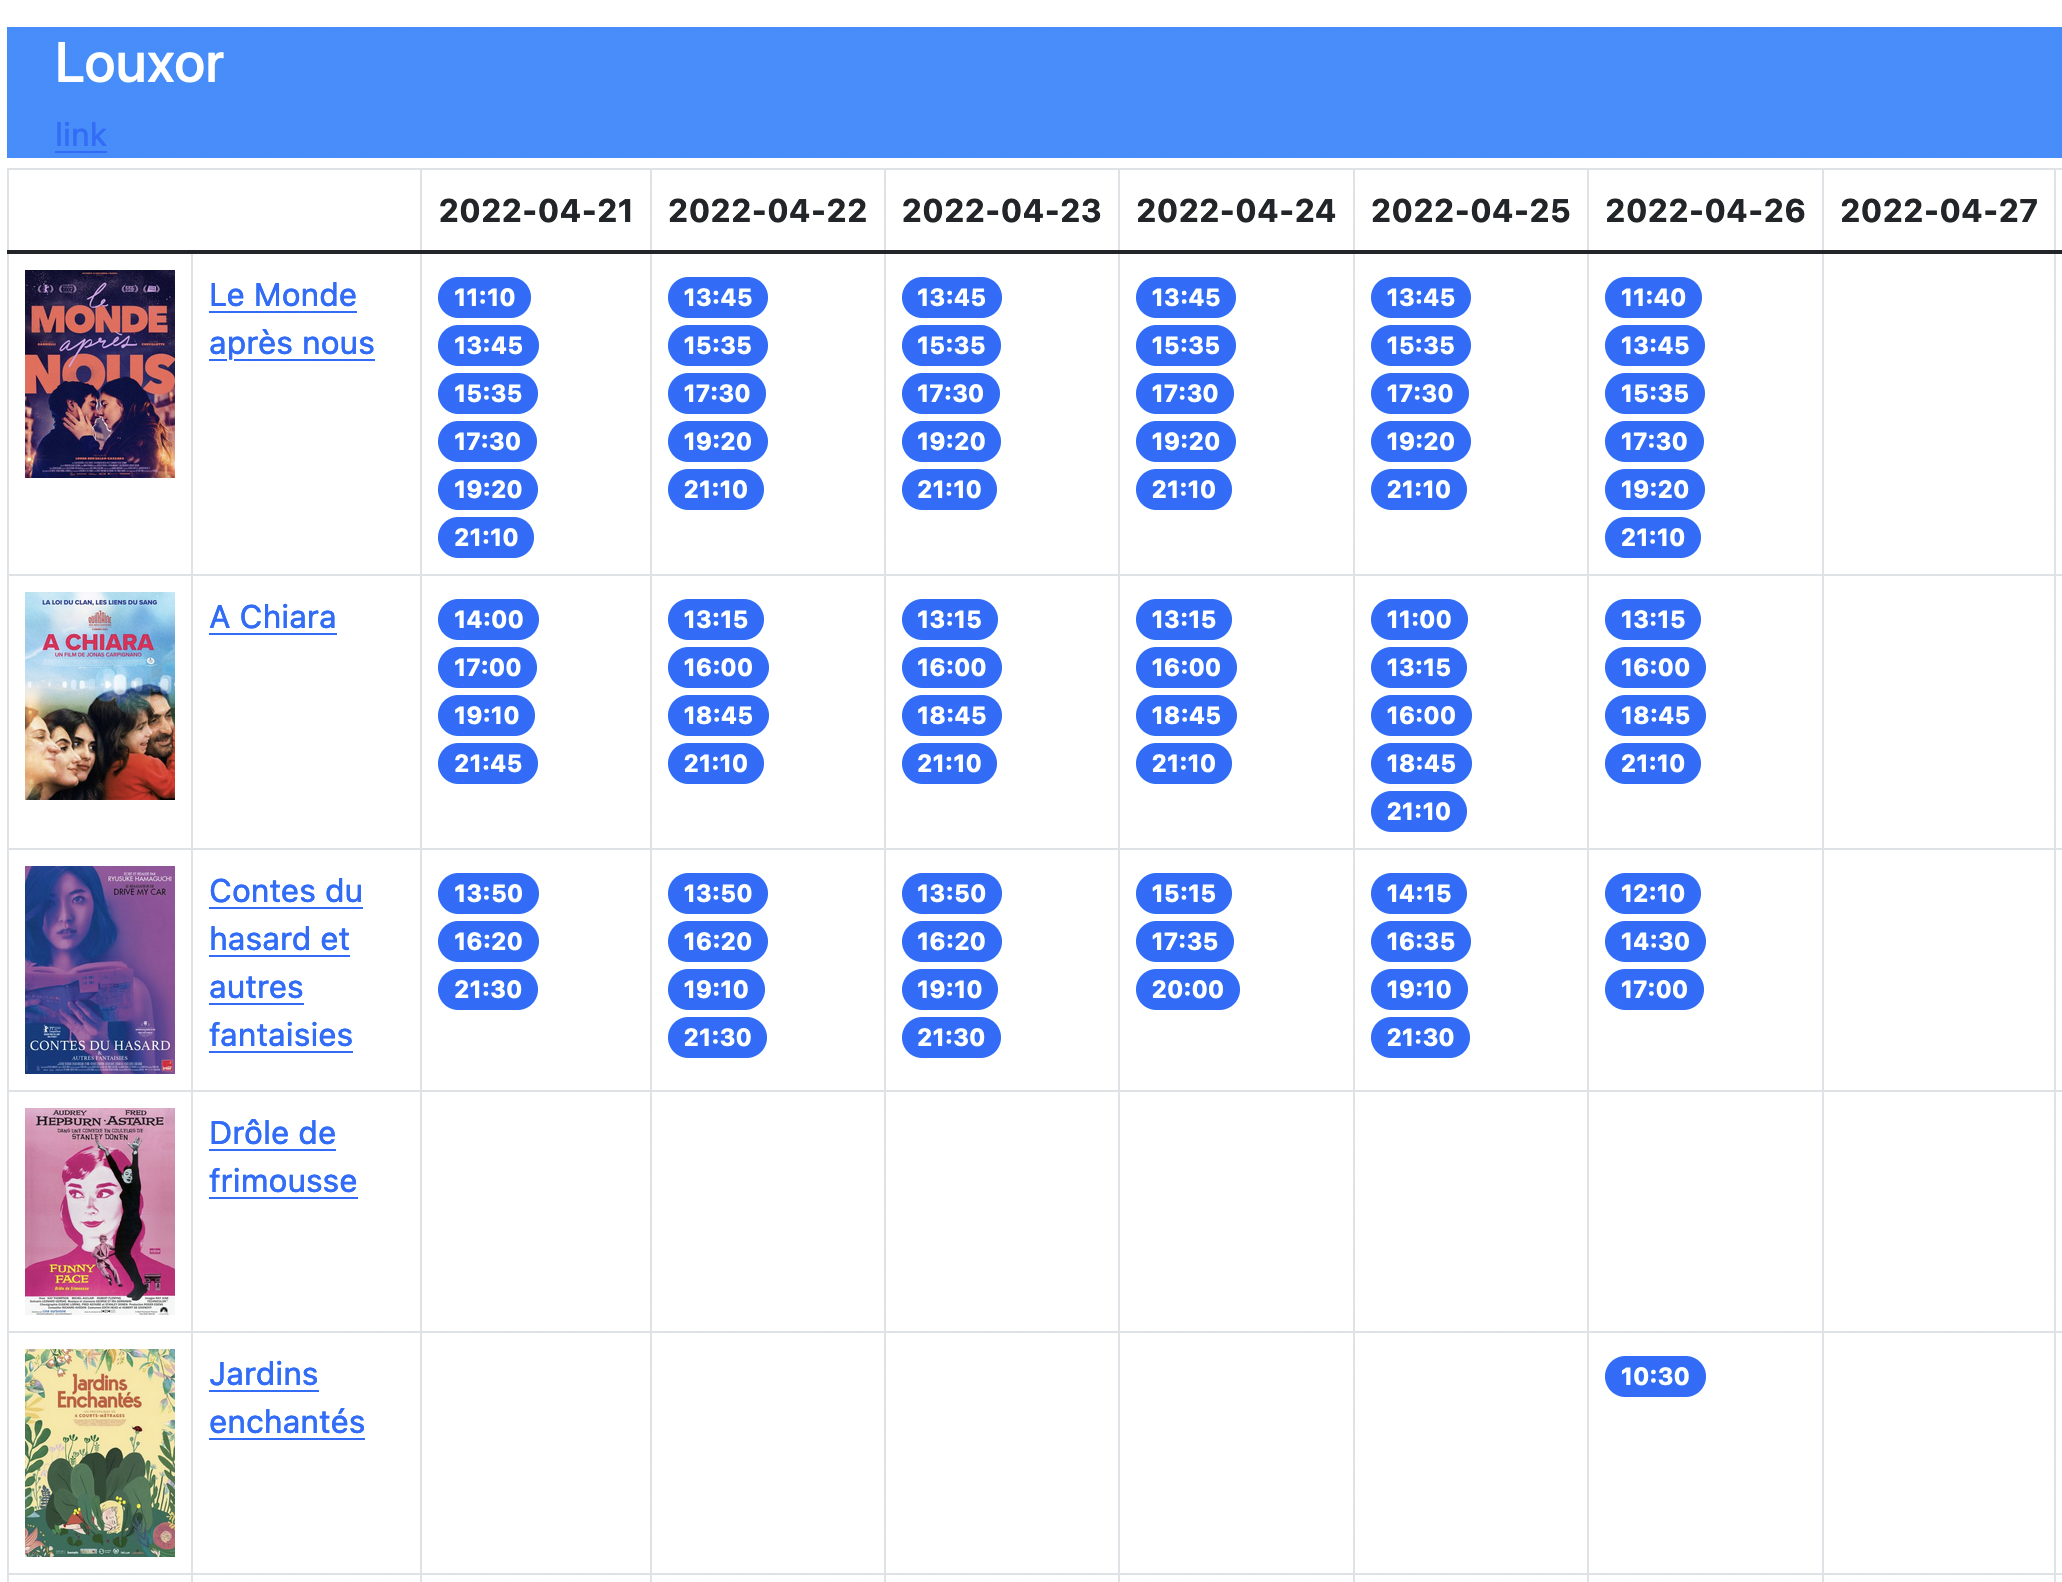 Louxor
link
2022-04-21 2022-04-22 2022-04-23 2022-04-24 2022-04-25 2022-04-26 2022-04-27
le
MONDE
après
NOUS
Le Monde
après nous
11:10 13:45 13:45 13:45 13:45 11:40
13:45 15:35 15:35 15:35 15:35 13:45
15:35 17:30 17:30 17:30 17:30 15:35
17:30 19:20 19:20 19:20 19:20 17:30
19:20 21:10 21:10 21:10 21:10 19:20
21:10 21:10
LA LOI DU CLAN, LES LIENS DU SANG
A CHIARA
UN FILM DE JONAS CARPIGNANO
A Chiara
14:00 13:15 13:15 13:15 11:00 13:15
17:00 16:00 16:00 16:00 13:15 16:00
19:10 18:45 18:45 18:45 16:00 18:45
21:45 21:10 21:10 21:10 18:45 21:10
21:10
RYUSUKE HAMAGUCHI
DRIVE MY CAR
CONTES DU HASARD
&
AUTRES FANTAISIES
Contes du
hasard et
autres
fantaisies
13:50 13:50 13:50 15:15 14:15 12:10
16:20 16:20 16:20 17:35 16:35 14:30
21:30 19:10 19:10 20:00 19:10 17:00
21:30 21:30 21:30
AUDREY FRED
HEPBURN · ASTAIRE
DANS UNE COMÉDIE EN COULEURS DE
STANLEY DONEN
FUNNY
FACE
Drôle de frimousse
Drôle de
frimousse
Jardins
Enchantés
6 COURTS-MÉTRAGES
Jardins
enchantés
10:30